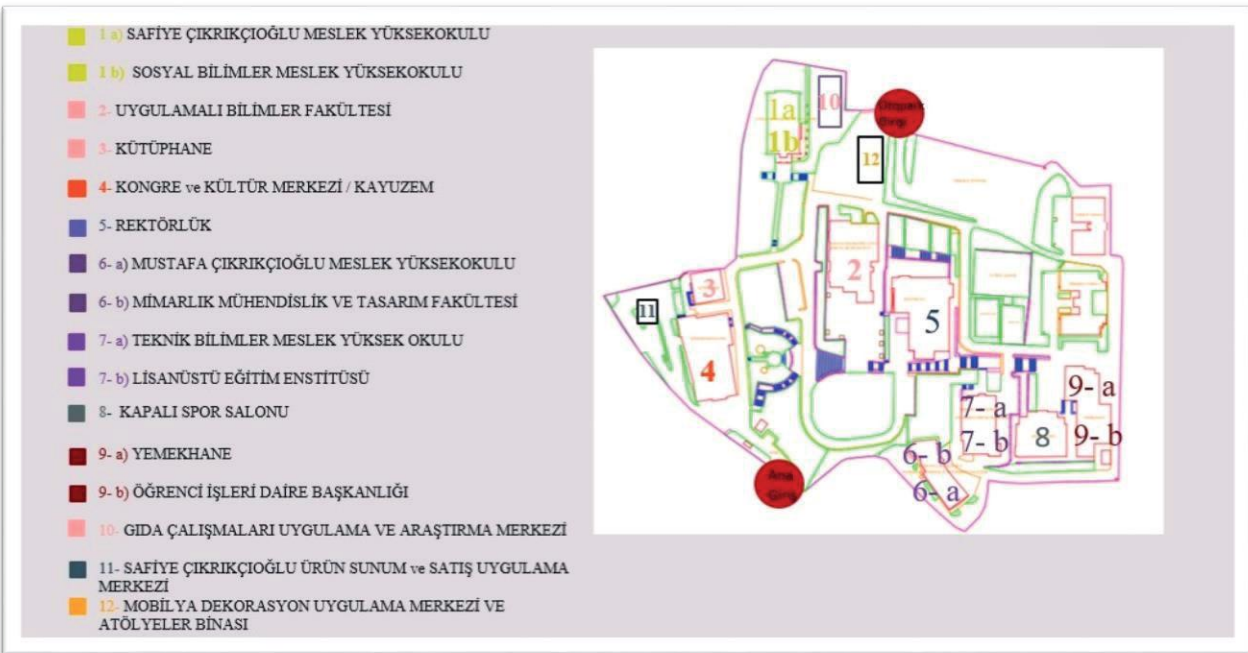 1 a) SAFİYE ÇIKRIKÇIOĞLU MESLEK YÜKSEKOKULU
1 b) SOSYAL BİLİMLER MESLEK YÜKSEKOKULU
2- UYGULAMALI BİLİMLER FAKÜLTESİ
3- KÜTÜPHANE
4- KONGRE ve KÜLTÜR MERKEZİ / KAYUZEM
5- REKTÖRLÜK
6- a) MUSTAFA ÇIKRIKÇIOĞLU MESLEK YÜKSEKOKULU
6- b) MİMARLIK MÜHENDİSLİK VE TASARIM FAKÜLTESİ
7- a) TEKNİK BİLİMLER MESLEK YÜKSEK OKULU
7- b) LİSANÜSTÜ EĞİTİM ENSTİTÜSÜ
8- KAPALI SPOR SALONU
9- a) YEMEKHANE
9- b) ÖĞRENCİ İŞLERİ DAİRE BAŞKANLIĞI
10- GIDA ÇALIŞMALARI UYGULAMA VE ARAŞTIRMA MERKEZİ
11- SAFİYE ÇIKRIKÇIOĞLU ÜRÜN SUNUM ve SATIŞ UYGULAMA
MERKEZİ
12- MOBİLYA DEKORASYON UYGULAMA MERKEZİ VE
ATÖLYELER BİNASI
1a
1b
10
Otopark
Girişi
12
2
3
11
5
4
9- a
7- a
7- b
8
9- b
6- b
6- a
Ana
Giriş